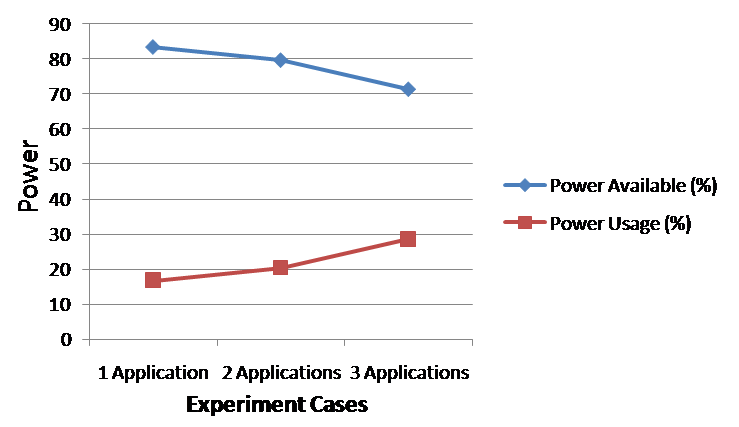 90
80
70
60
50
40
30
20
10
0
Power
1 Application 2 Applications 3 Applications
Experiment Cases
Power Available (%)
Power Usage (%)